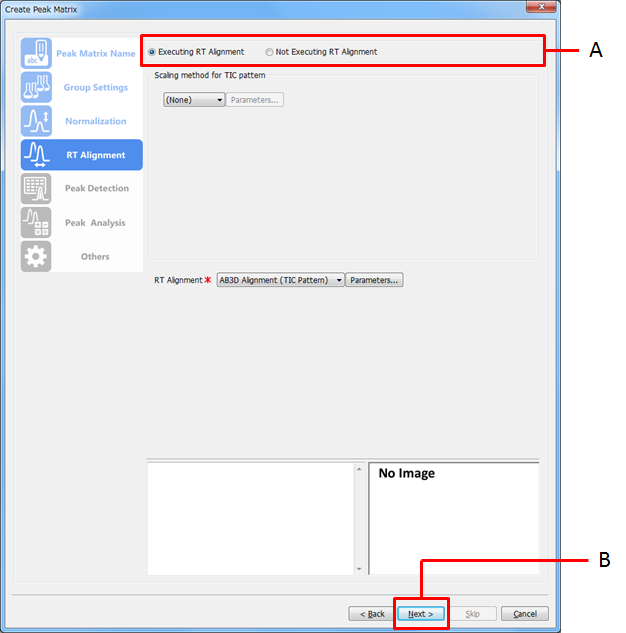 Create Peak Matrix
Peak Matrix Name
abc
Executing RT Alignment
Not Executing RT Alignment
A
Scaling method for TIC pattern
Group Settings
(None)
Parameters...
Normalization
RT Alignment
Peak Detection
Peak Analysis
Others
RT Alignment * AB3D Alignment (TIC Pattern) Parameters...
No Image
B
< Back
Next >
Skip
Cancel